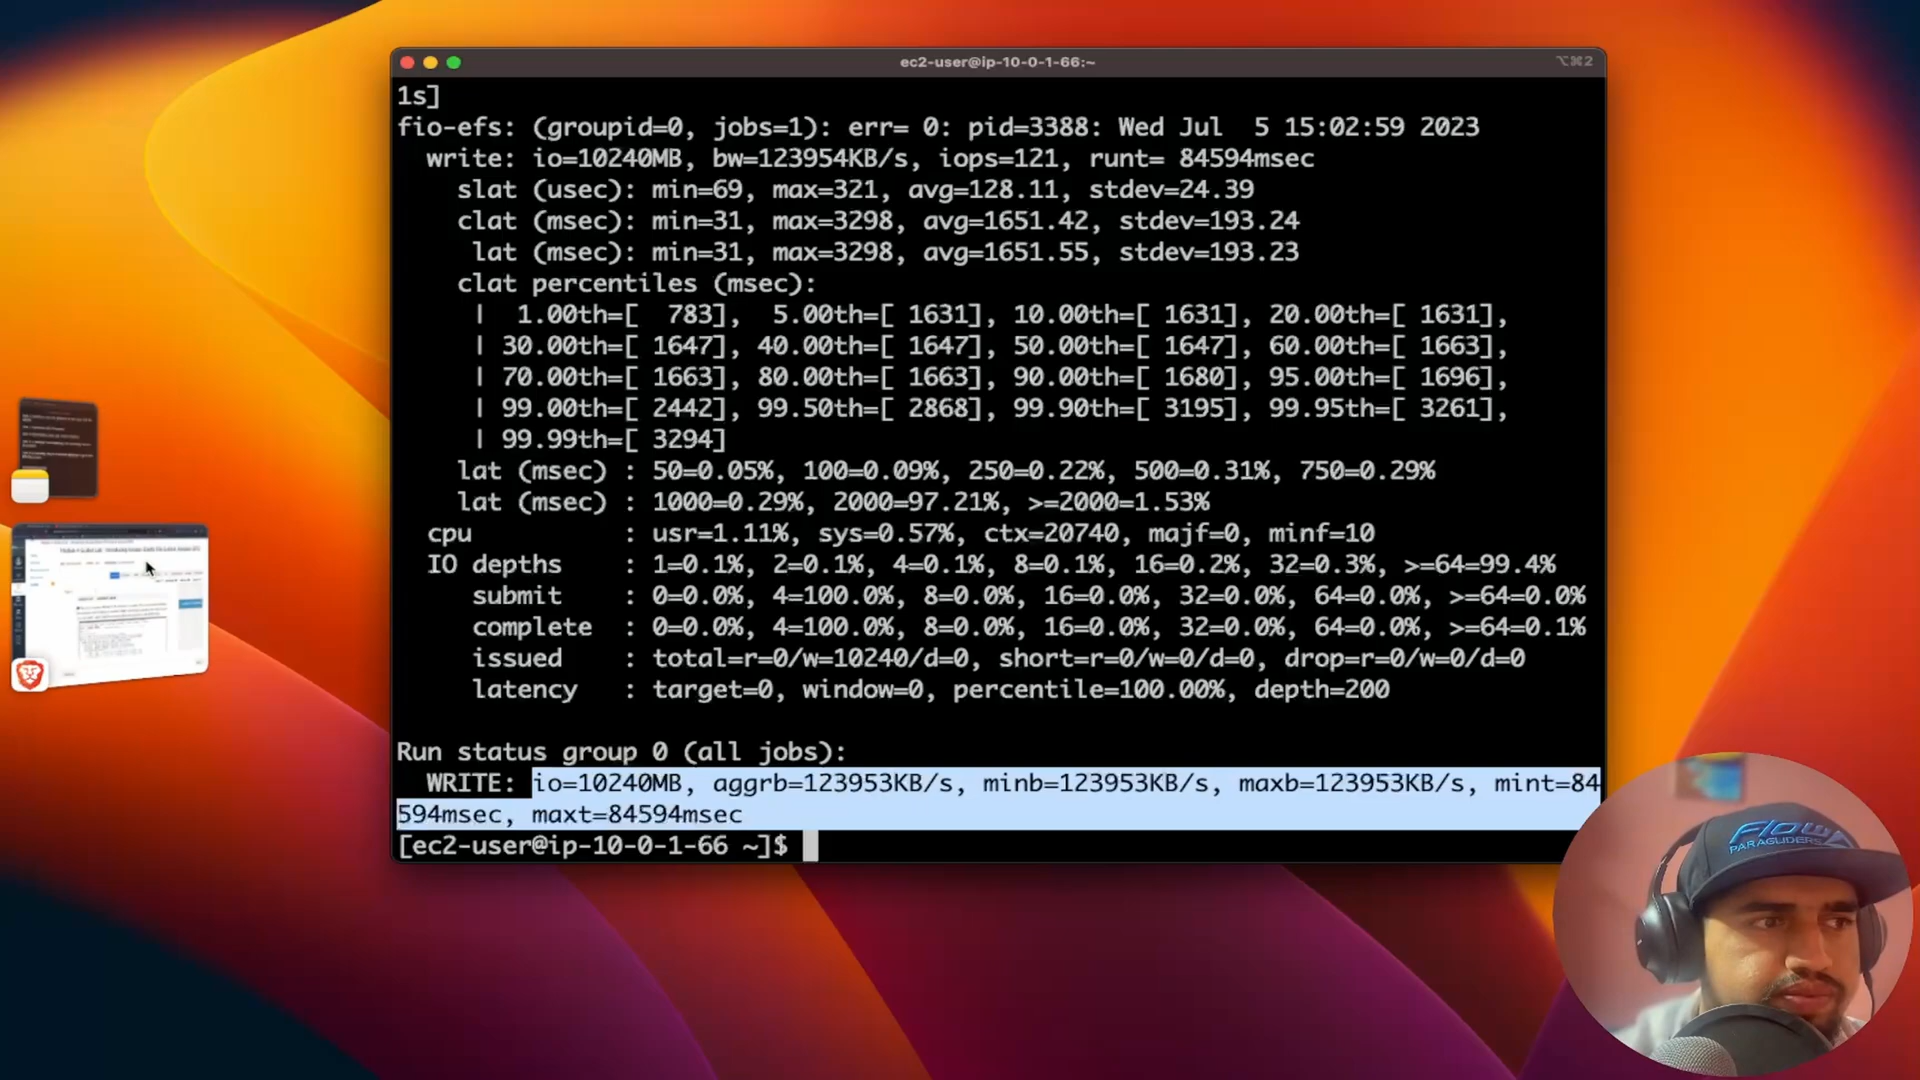 ec2-user@ip-10-0-1-66:~
⌥⌘2
1s]
fio-efs: (groupid=0, jobs=1): err= 0: pid=3388: Wed Jul  5 15:02:59 2023
  write: io=10240MB, bw=123954KB/s, iops=121, runt= 84594msec
    slat (usec): min=69, max=321, avg=128.11, stdev=24.39
    clat (msec): min=31, max=3298, avg=1651.42, stdev=193.24
     lat (msec): min=31, max=3298, avg=1651.55, stdev=193.23
    clat percentiles (msec):
     |  1.00th=[  783],  5.00th=[ 1631], 10.00th=[ 1631], 20.00th=[ 1631],
     | 30.00th=[ 1647], 40.00th=[ 1647], 50.00th=[ 1647], 60.00th=[ 1663],
     | 70.00th=[ 1663], 80.00th=[ 1663], 90.00th=[ 1680], 95.00th=[ 1696],
     | 99.00th=[ 2442], 99.50th=[ 2868], 99.90th=[ 3195], 99.95th=[ 3261],
     | 99.99th=[ 3294]
    lat (msec) : 50=0.05%, 100=0.09%, 250=0.22%, 500=0.31%, 750=0.29%
    lat (msec) : 1000=0.29%, 2000=97.21%, >=2000=1.53%
  cpu          : usr=1.11%, sys=0.57%, ctx=20740, majf=0, minf=10
  IO depths    : 1=0.1%, 2=0.1%, 4=0.1%, 8=0.1%, 16=0.2%, 32=0.3%, >=64=99.4%
     submit    : 0=0.0%, 4=100.0%, 8=0.0%, 16=0.0%, 32=0.0%, 64=0.0%, >=64=0.0%
     complete  : 0=0.0%, 4=100.0%, 8=0.0%, 16=0.0%, 32=0.0%, 64=0.0%, >=64=0.1%
     issued    : total=r=0/w=10240/d=0, short=r=0/w=0/d=0, drop=r=0/w=0/d=0
     latency   : target=0, window=0, percentile=100.00%, depth=200
Run status group 0 (all jobs):
  WRITE: io=10240MB, aggrb=123953KB/s, minb=123953KB/s, maxb=123953KB/s, mint=84
594msec, maxt=84594msec
[ec2-user@ip-10-0-1-66 ~]$
FLOW
PARAGLIDERS